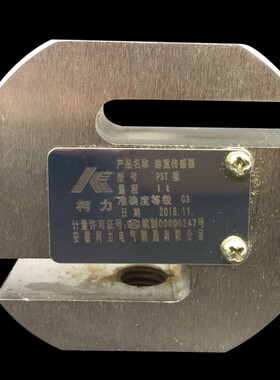 产品名称 称重传感器
型号 PST 型
量程 1t
准确度等级 C3
日期 2018.11.
计量许可证号: 皖制00000247号
安徽柯力电气制造有限公司
KE
柯力